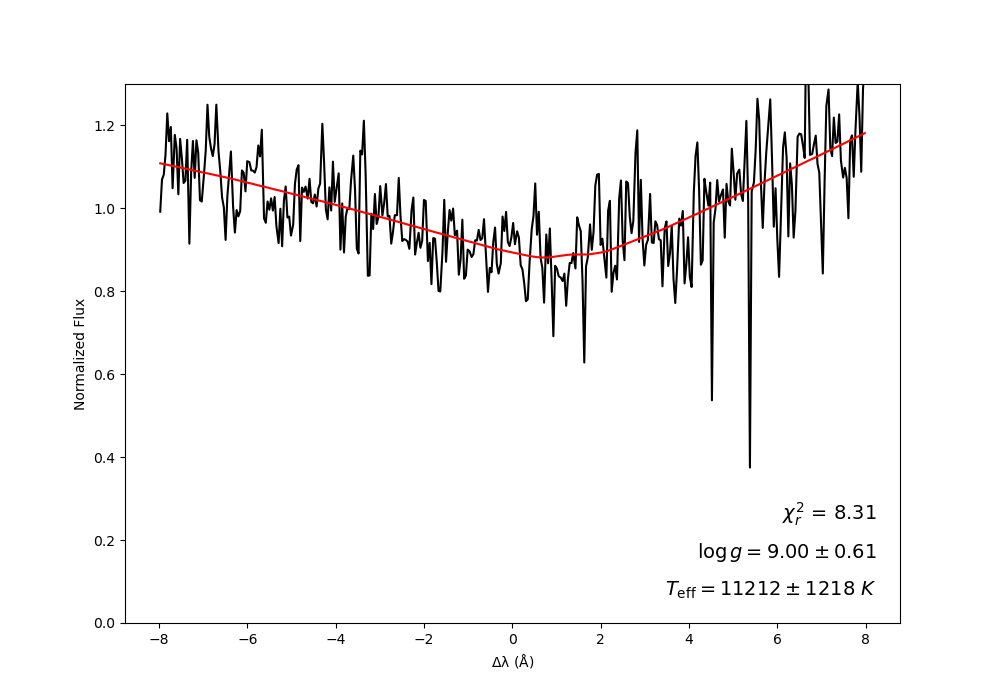 1.2
1.0
0.8
0.6
0.4
0.2
0.0
Normalized Flux
χ²ᵣ = 8.31
log g = 9.00 ± 0.61
T_eff = 11212 ± 1218 K
−8 −6 −4 −2 0 2 4 6 8
Δλ (Å)